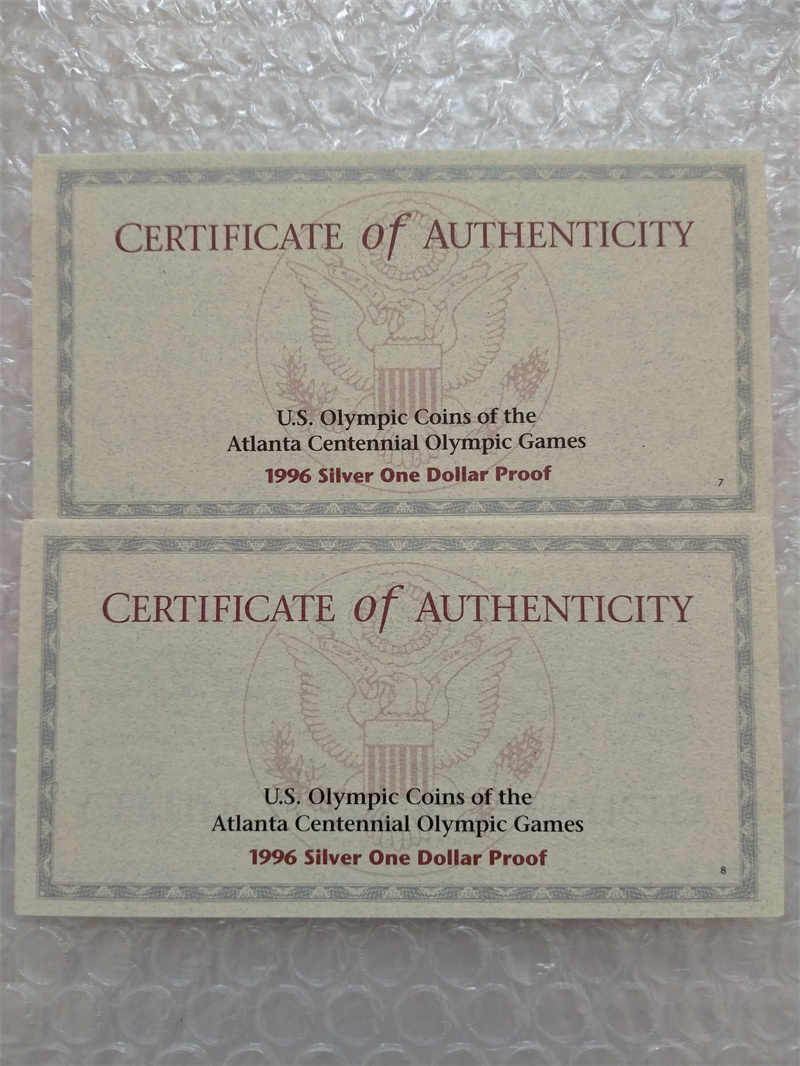 CERTIFICATE of AUTHENTICITY
U.S. Olympic Coins of the
Atlanta Centennial Olympic Games
1996 Silver One Dollar Proof
7
CERTIFICATE of AUTHENTICITY
U.S. Olympic Coins of the
Atlanta Centennial Olympic Games
1996 Silver One Dollar Proof
8